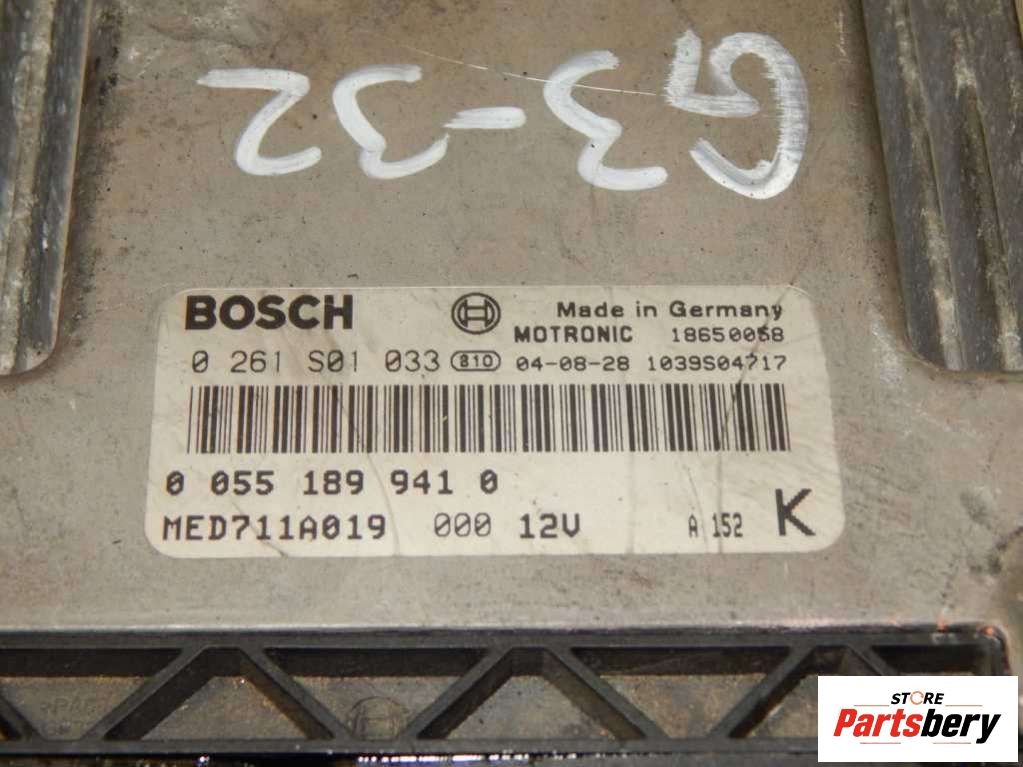 G3-32
BOSCH
Made in Germany
MOTRONIC 18650058
0 261 S01 033 810 04-08-28 1039S04717
0 055 189 941 0
MED711A019 000 12V A 152 K
STORE
Partsbery